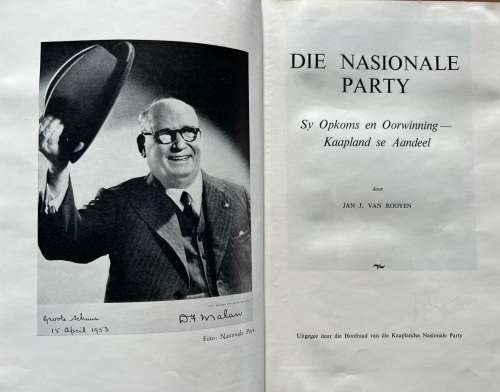 Groote Schuur
15 April 1953
D F Malan
Foto: Nasionale Pers
DIE NASIONALE
PARTY
Sy Opkoms en Oorwinning—
Kaapland se Aandeel
deur
JAN J. VAN ROOYEN
Uitgegee deur die Hoofraad van die Kaaplandse Nasionale Party